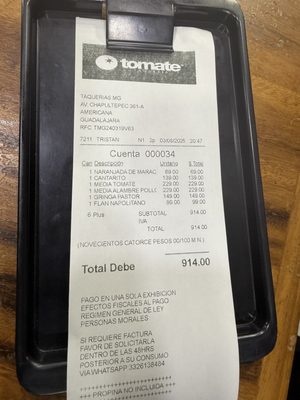 tomate
TAQUERIAS MG
AV. CHAPULTEPEC 361-A
AMERICANA
GUADALAJARA
RFC TMG240319V63
7211 TRISTAN N1 2p 03/08/2025 20:47
Cuenta 000034
Can Descripción Unitario $ Total
1 NARANJADA DE MARAC 69.00 69.00
1 CANTARITO 139.00 139.00
1 MEDIA TOMATE 229.00 229.00
1 MEDIA ALAMBRE POLLO 229.00 229.00
1 GRINGA PASTOR 149.00 149.00
1 FLAN NAPOLITANO 99.00 99.00
6 Plus SUBTOTAL 914.00
IVA
TOTAL 914.00
(NOVECIENTOS CATORCE PESOS 00/100 M.N.)
Total Debe 914.00
PAGO EN UNA SOLA EXHIBICION
EFECTOS FISCALES AL PAGO
REGIMEN GENERAL DE LEY
PERSONAS MORALES
SI REQUIERE FACTURA
FAVOR DE SOLICITARLA
DENTRO DE LAS 48HRS
POSTERIOR A SU CONSUMO
VIA WHATSAPP:3326138484
+++++++++++++++++++++++
+++ PROPINA NO INCLUIDA +++